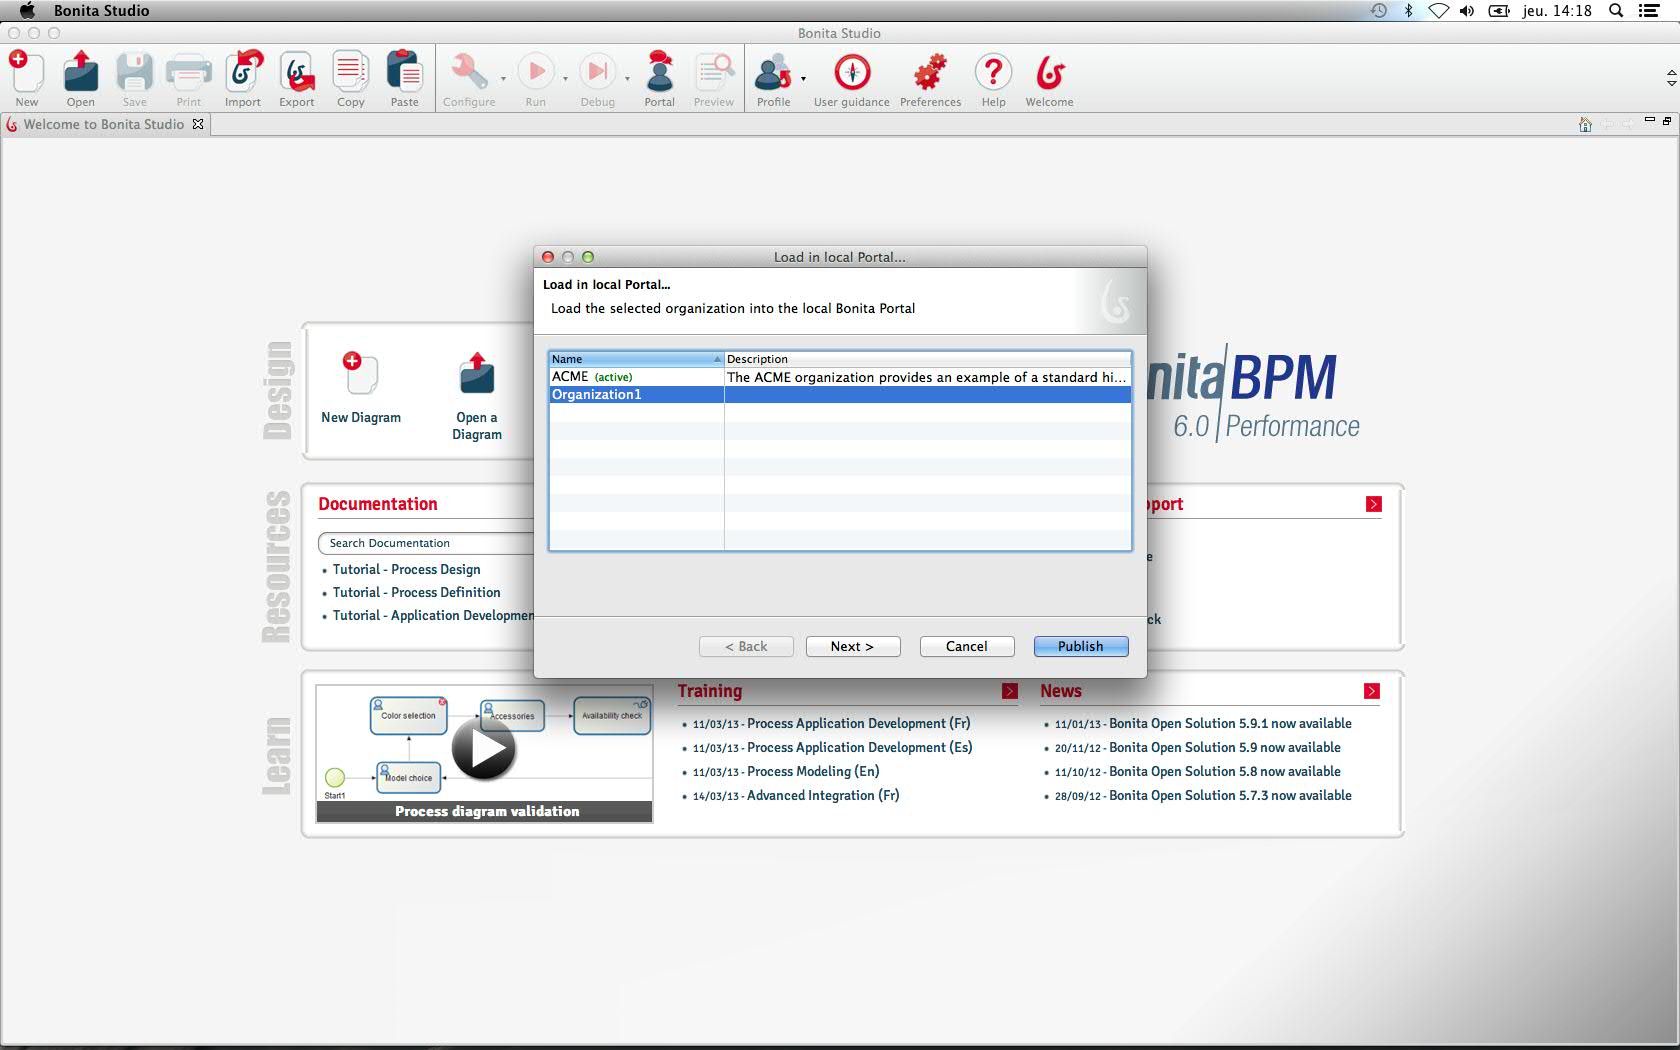 Bonita Studio
jeu. 14:18
Bonita Studio
New
Open
Save
Print
Import
Export
Copy
Paste
Configure
Run
Debug
Portal
Preview
Profile
User guidance
Preferences
Help
Welcome
Welcome to Bonita Studio
Load in local Portal...
Load in local Portal...
Load the selected organization into the local Bonita Portal
Name
Description
ACME (active)
The ACME organization provides an example of a standard hi...
Organization1
< Back
Next >
Cancel
Publish
Design
New Diagram
Open a
Diagram
nita BPM
6.0 Performance
Resources
Documentation
Search Documentation
• Tutorial - Process Design
• Tutorial - Process Definition
• Tutorial - Application Developmen
pport
e
ck
Learn
Color selection
Accessories
Availability check
Model choice
Start1
Process diagram validation
Training
• 11/03/13 - Process Application Development (Fr)
• 11/03/13 - Process Application Development (Es)
• 11/03/13 - Process Modeling (En)
• 14/03/13 - Advanced Integration (Fr)
News
• 11/01/13 - Bonita Open Solution 5.9.1 now available
• 20/11/12 - Bonita Open Solution 5.9 now available
• 11/10/12 - Bonita Open Solution 5.8 now available
• 28/09/12 - Bonita Open Solution 5.7.3 now available